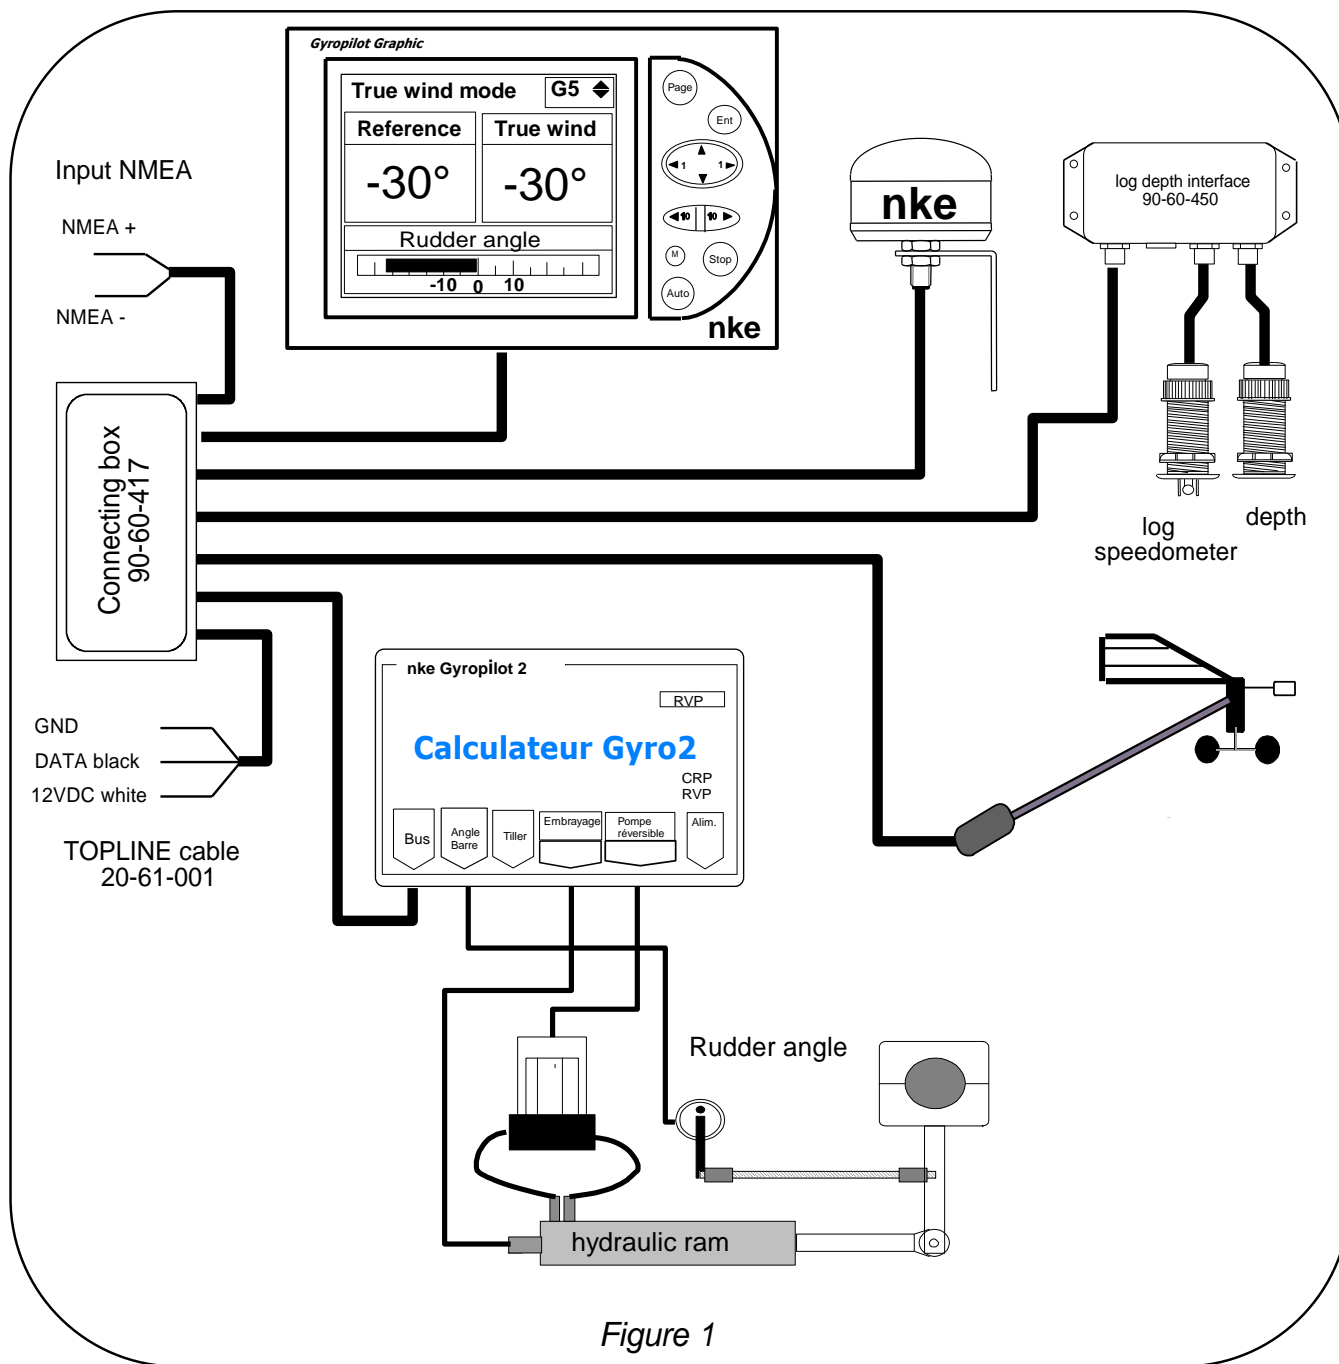 Gyropilot Graphic
True wind mode
G5
Reference
True wind
-30°
-30°
Rudder angle
-10 0 10
Page
Ent
1 1
10 10
M
Stop
Auto
nke
Input NMEA
NMEA +
NMEA -
nke
log depth interface
90-60-450
log
speedometer
depth
Connecting box
90-60-417
GND
DATA black
12VDC white
TOPLINE cable
20-61-001
nke Gyropilot 2
RVP
Calculateur Gyro2
CRP
RVP
Bus
Angle
Barre
Tiller
Embrayage
Pompe
réversible
Alim.
Rudder angle
hydraulic ram
Figure 1